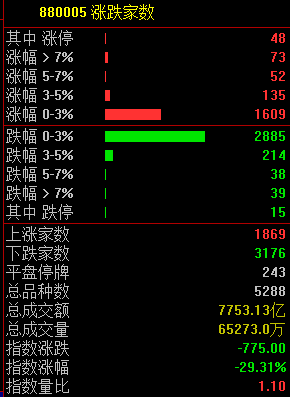 880005 涨跌家数
其中 涨停 48
涨幅 > 7% 73
涨幅 5-7% 52
涨幅 3-5% 135
涨幅 0-3% 1609
跌幅 0-3% 2885
跌幅 3-5% 214
跌幅 5-7% 38
跌幅 > 7% 39
其中 跌停 15
上涨家数 1869
下跌家数 3176
平盘停牌 243
总品种数 5288
总成交额 7753.13亿
总成交量 65273.0万
指数涨跌 -775.00
指数涨幅 -29.31%
指数量比 1.10